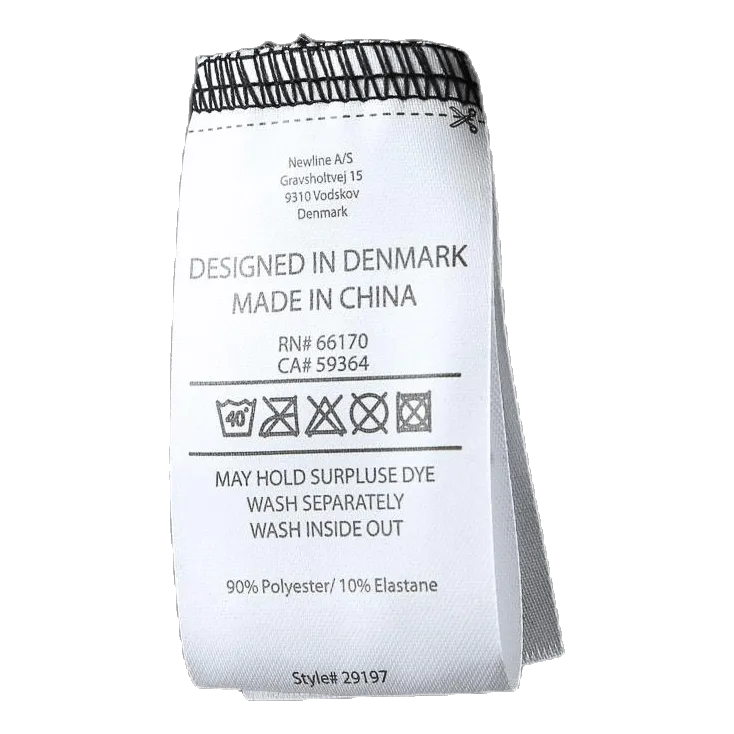 Newline A/S
Gravsholtvej 15
9310 Vodskov
Denmark
DESIGNED IN DENMARK
MADE IN CHINA
RN# 66170
CA# 59364
40°
MAY HOLD SURPLUSE DYE
WASH SEPARATELY
WASH INSIDE OUT
90% Polyester/ 10% Elastane
Style# 29197